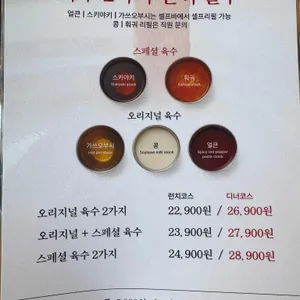 얼큰 | 스키야키 | 가쓰오부시는 셀프바에서 셀프리필 가능
콩 | 훠궈 리필은 직원 문의
스페셜 육수
스키야키
훠궈
오리지널 육수
가쓰오부시
콩
얼큰
Soybean milk stock
런치코스 디너코스
오리지널 육수 2가지 22,900원 / 26,900원
오리지널 + 스페셜 육수 23,900원 / 27,900원
스페셜 육수 2가지 24,900원 / 28,900원